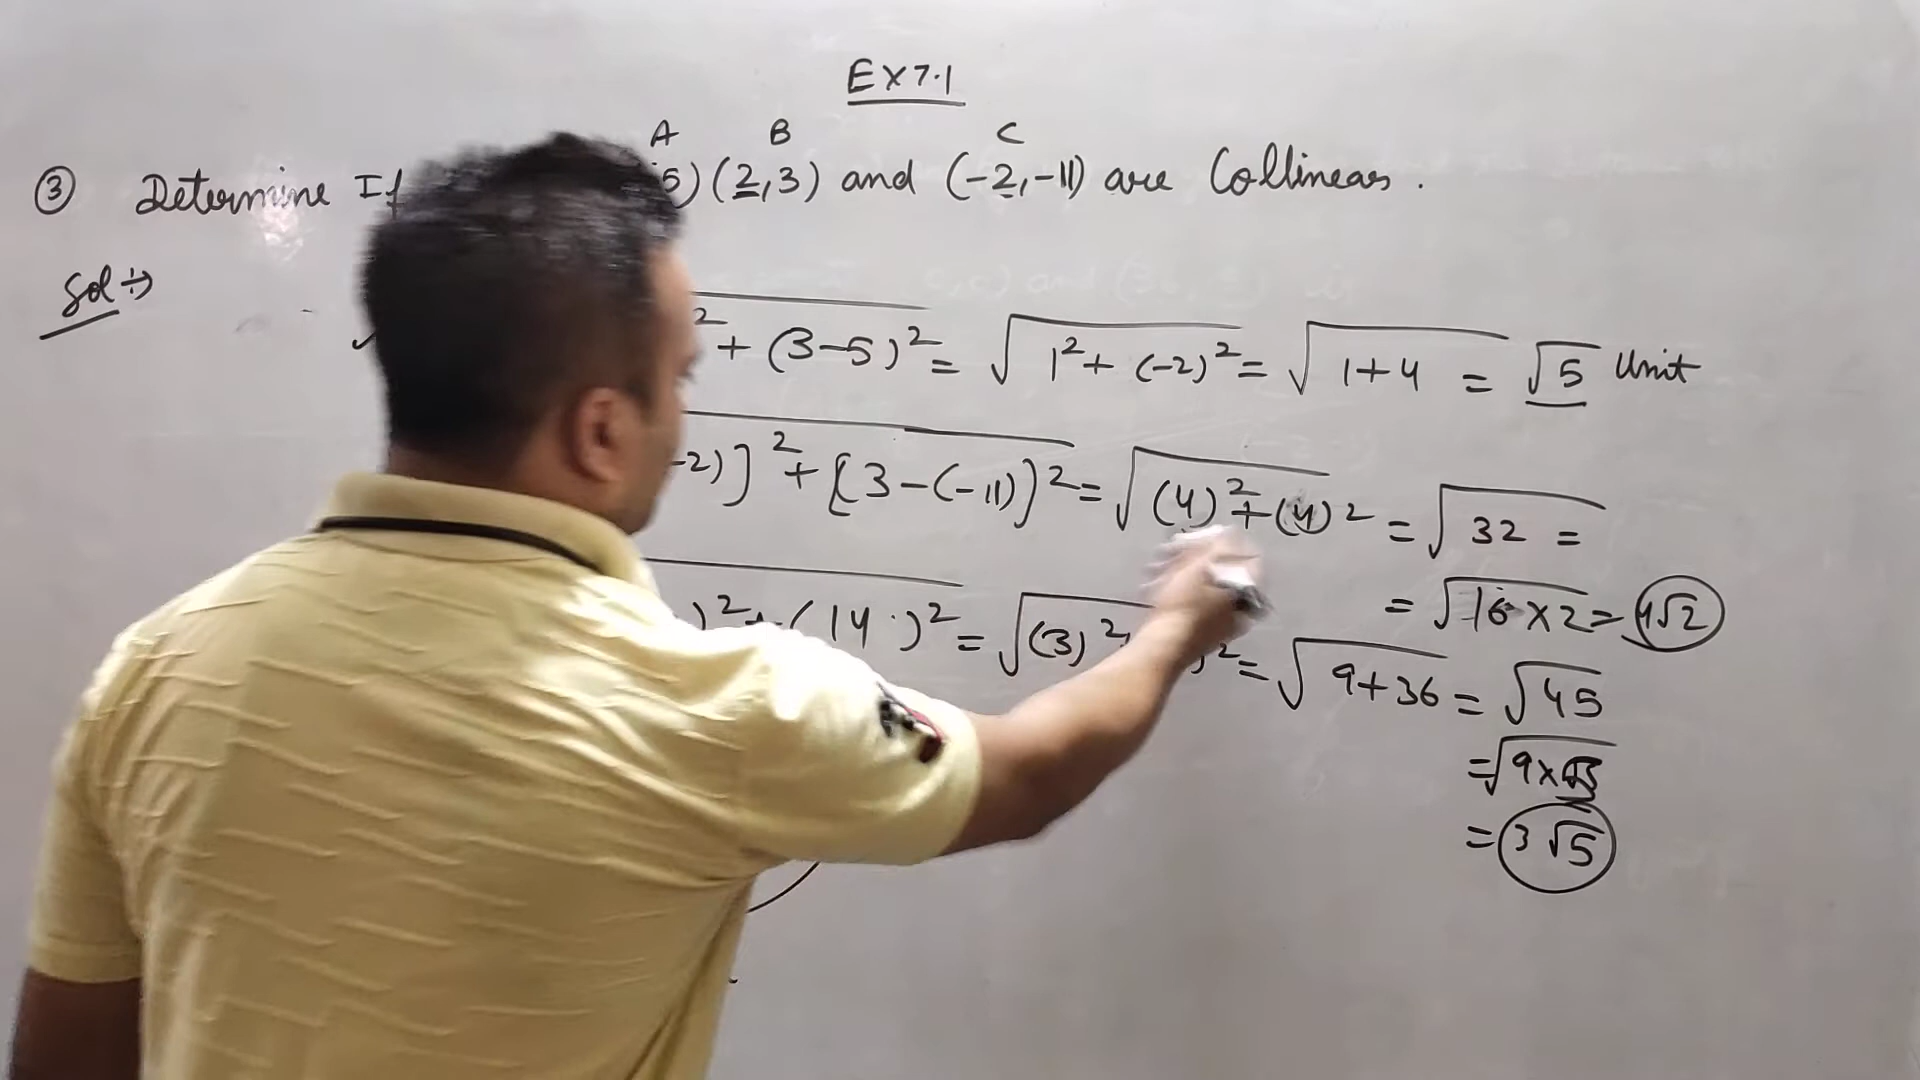 EX 7.1
A B C
③ Determine If 5) (2,3) and (-2,-11) are Collinear.
Sol ÷)
² + (3-5)² = √1² + (-2)² = √1+4 = √5 Unit
-2)]² + [3-(-11)]² = √(4)² + (4)² = √32 =
= √16×2 = 4√2
)² + (14 )² = √(3)² )² = √9+36 = √45
= √9×
= 3√5